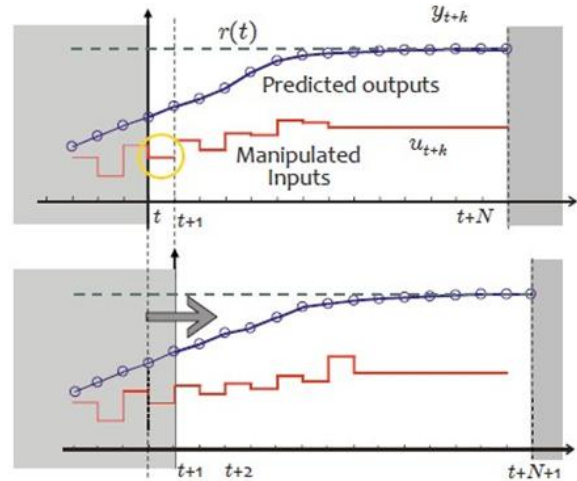 r(t) y_{t+k}
Predicted outputs
Manipulated
Inputs
u_{t+k}
t t+1 t+N
t+1 t+2 t+N+1